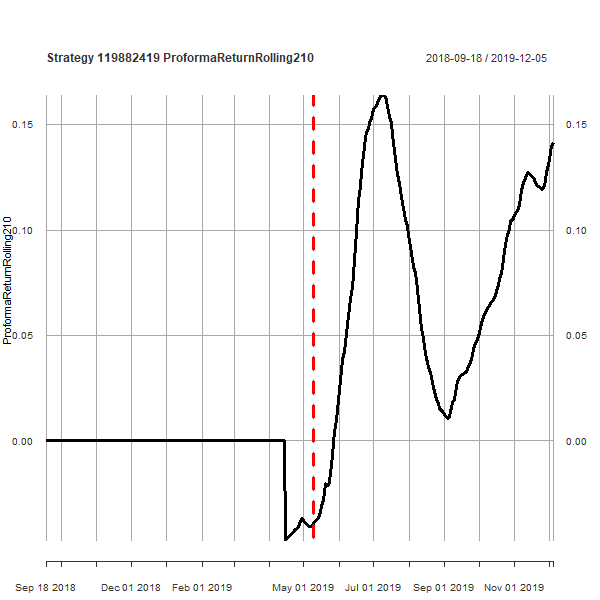 Strategy 119882419 ProformaReturnRolling210
2018-09-18 / 2019-12-05
0.15
0.15
0.10
0.10
ProformaReturnRolling210
0.05
0.05
0.00
0.00
Sep 18 2018
Dec 01 2018
Feb 01 2019
May 01 2019
Jul 01 2019
Sep 01 2019
Nov 01 2019